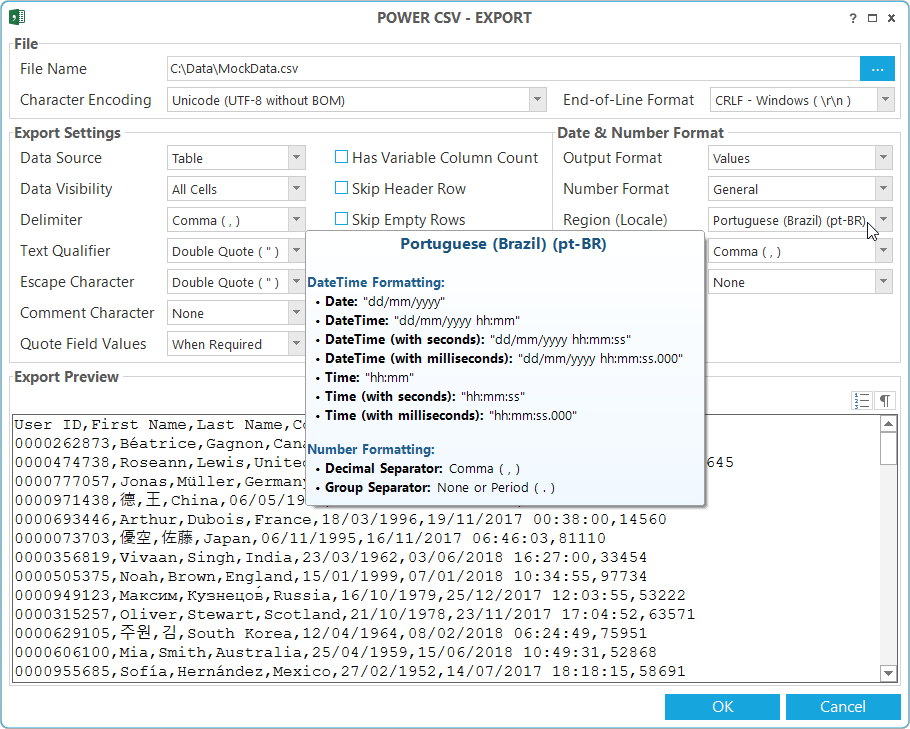 POWER CSV - EXPORT
?
File
File Name
C:\Data\MockData.csv
...
Character Encoding
Unicode (UTF-8 without BOM)
End-of-Line Format
CRLF - Windows ( \r\n )
Export Settings
Data Source
Table
Has Variable Column Count
Data Visibility
All Cells
Skip Header Row
Delimiter
Comma ( , )
Skip Empty Rows
Text Qualifier
Double Quote ( " )
Escape Character
Double Quote ( " )
Comment Character
None
Quote Field Values
When Required
Date & Number Format
Output Format
Values
Number Format
General
Region (Locale)
Portuguese (Brazil) (pt-BR)
Comma ( , )
None
Portuguese (Brazil) (pt-BR)
DateTime Formatting:
• Date: "dd/mm/yyyy"
• DateTime: "dd/mm/yyyy hh:mm"
• DateTime (with seconds): "dd/mm/yyyy hh:mm:ss"
• DateTime (with milliseconds): "dd/mm/yyyy hh:mm:ss.000"
• Time: "hh:mm"
• Time (with seconds): "hh:mm:ss"
• Time (with milliseconds): "hh:mm:ss.000"
Number Formatting:
• Decimal Separator: Comma ( , )
• Group Separator: None or Period ( . )
Export Preview
User ID,First Name,Last Name,
0000262873,Béatrice,Gagnon,
0000474738,Roseann,Lewis, 645
0000777057,Jonas,Müller,Germany
0000971438,德,王,China,06/05/
0000693446,Arthur,Dubois,France,18/03/1996,19/11/2017 00:38:00,14560
0000073703,優空,佐藤,Japan,06/11/1995,16/11/2017 06:46:03,81110
0000356819,Vivaan,Singh,India,23/03/1962,03/06/2018 16:27:00,33454
0000505375,Noah,Brown,England,15/01/1999,07/01/2018 10:34:55,97734
0000949123,Максим,Кузнецо́в,Russia,16/10/1979,25/12/2017 12:03:55,53222
0000315257,Oliver,Stewart,Scotland,21/10/1978,23/11/2017 17:04:52,63571
0000629105,주원,김,South Korea,12/04/1964,08/02/2018 06:24:49,75951
0000606100,Mia,Smith,Australia,25/04/1959,15/06/2018 10:49:31,52868
0000955685,Sofía,Hernández,Mexico,27/02/1952,14/07/2017 18:18:15,58691
OK
Cancel